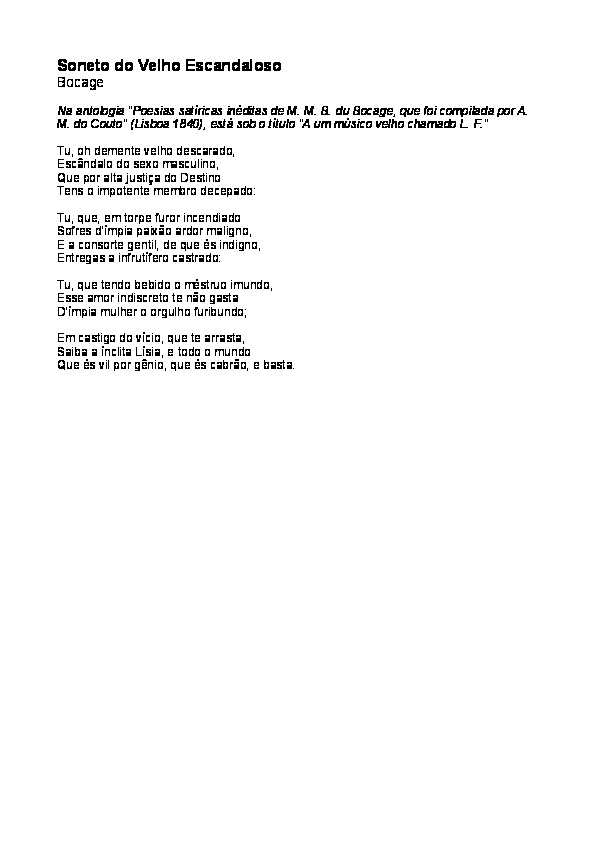 Soneto do Velho Escandaloso
Bocage
Na antologia "Poesias satíricas inéditas de M. M. B. du Bocage, que foi compilada por A.
M. do Couto" (Lisboa 1840), está sob o título "A um músico velho chamado L. F."
Tu, oh demente velho descarado,
Escândalo do sexo masculino,
Que por alta justiça do Destino
Tens o impotente membro decepado:
Tu, que, em torpe furor incendiado
Sofres d'ímpia paixão ardor maligno,
E a consorte gentil, de que és indigno,
Entregas a infrutífero castrado:
Tu, que tendo bebido o méstruo imundo,
Esse amor indiscreto te não gasta
D'ímpia mulher o orgulho furibundo;
Em castigo do vício, que te arrasta,
Saiba a ínclita Lísia, e todo o mundo
Que és vil por gênio, que és cabrão, e basta.